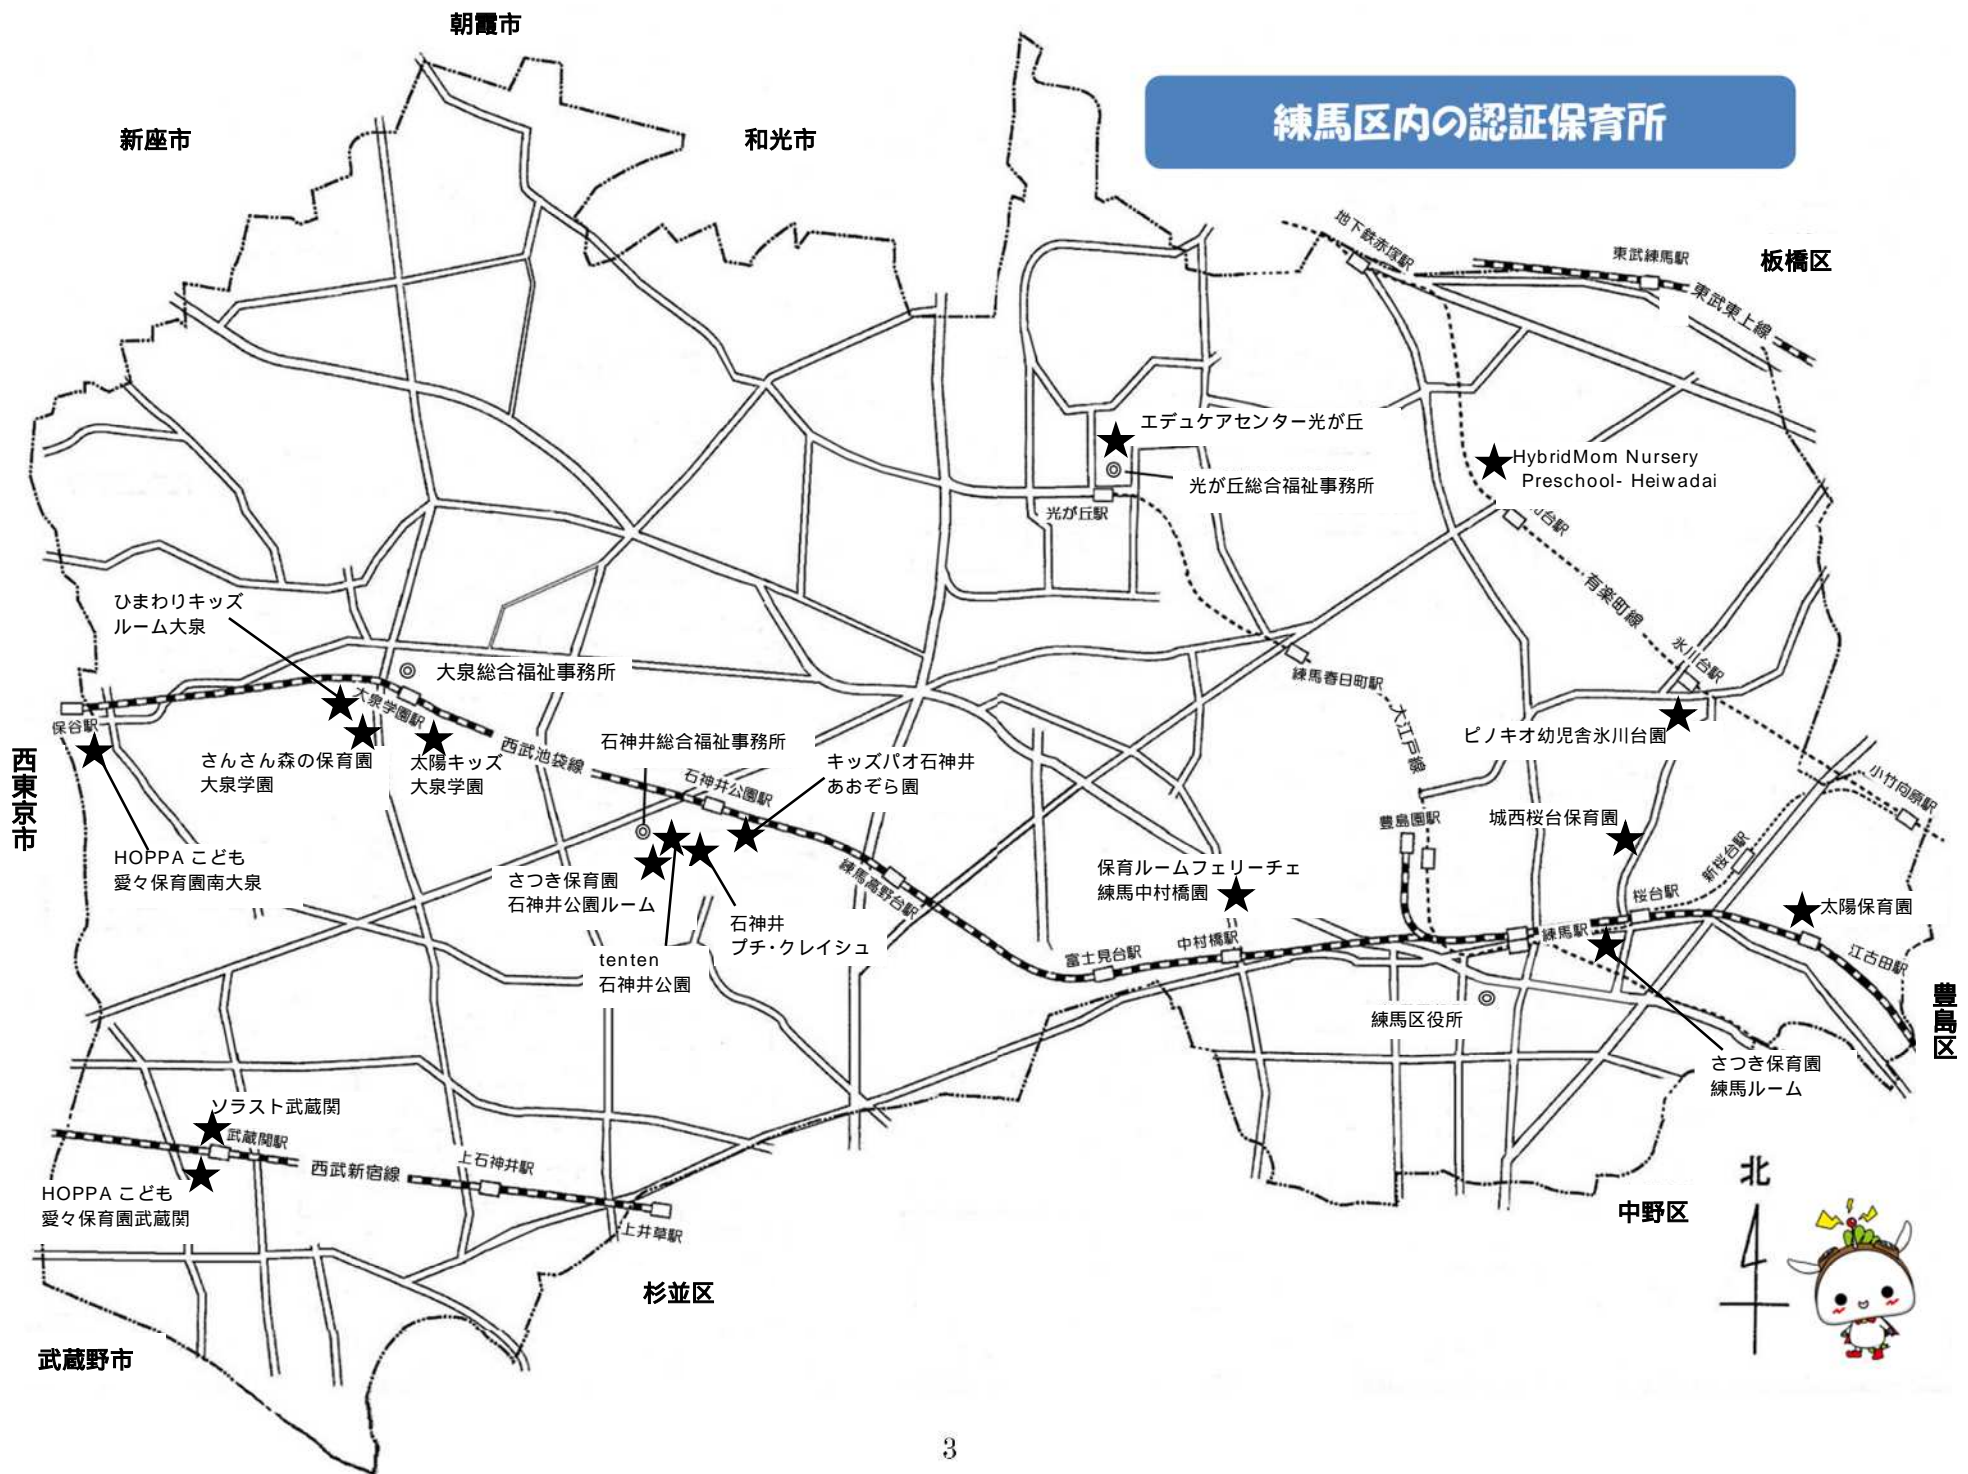 朝霞市
新座市
和光市
練馬区内の認証保育所
地下鉄赤塚駅
東武練馬駅
板橋区
東武東上線
エデュケアセンター光が丘
HybridMom Nursery
Preschool- Heiwadai
光が丘総合福祉事務所
光が丘駅
台駅
有楽町線
ひまわりキッズ
ルーム大泉
氷川台駅
大泉総合福祉事務所
練馬春日町駅
大泉学園駅
保谷駅
大江戸線
ピノキオ幼児舎氷川台園
西東京市
さんさん森の保育園
大泉学園
太陽キッズ
大泉学園
西武池袋線
石神井総合福祉事務所
キッズパオ石神井
あおぞら園
石神井公園駅
小竹向原駅
豊島園駅
城西桜台保育園
新桜台駅
HOPPA こども
愛々保育園南大泉
さつき保育園
石神井公園ルーム
練馬高野台駅
保育ルームフェリーチェ
練馬中村橋園
桜台駅
太陽保育園
石神井
プチ・クレイシュ
tenten
石神井公園
富士見台駅
中村橋駅
練馬駅
江古田駅
豊島区
練馬区役所
さつき保育園
練馬ルーム
ソラスト武蔵関
武蔵関駅
西武新宿線
上石神井駅
HOPPA こども
愛々保育園武蔵関
上井草駅
北
中野区
杉並区
武蔵野市
3